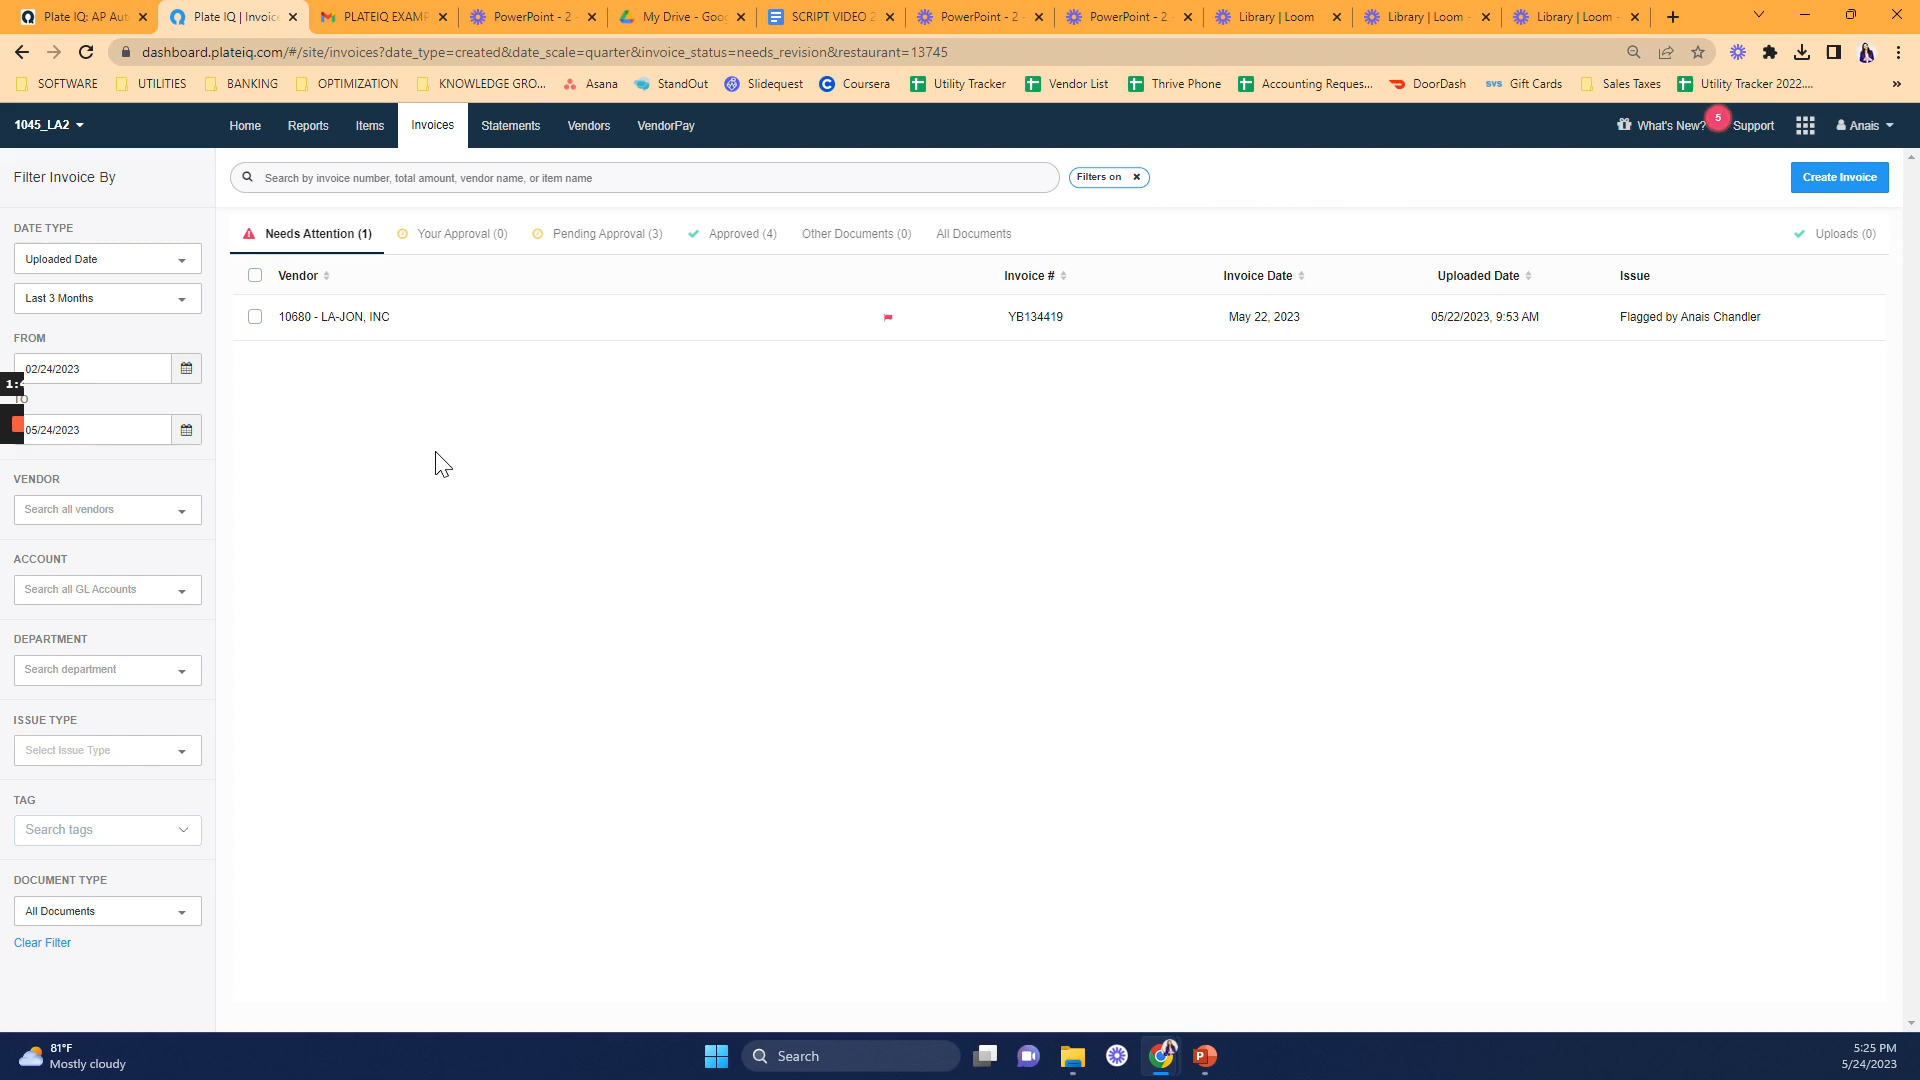 Plate IQ: AP Aut
Plate IQ | Invoic
PLATEIQ EXAMP
PowerPoint - 2
My Drive - Goo
SCRIPT VIDEO 2
PowerPoint - 2
PowerPoint - 2
Library | Loom
Library | Loom
Library | Loom
dashboard.plateiq.com/#/site/invoices?date_type=created&date_scale=quarter&invoice_status=needs_revision&restaurant=13745
SOFTWARE
UTILITIES
BANKING
OPTIMIZATION
KNOWLEDGE GRO...
Asana
StandOut
Slidequest
Coursera
Utility Tracker
Vendor List
Thrive Phone
Accounting Reques...
DoorDash
SVS Gift Cards
Sales Taxes
Utility Tracker 2022....
»
1045_LA2
Home
Reports
Items
Invoices
Statements
Vendors
VendorPay
What's New?
5
Support
Anais
Filter Invoice By
Search by invoice number, total amount, vendor name, or item name
Filters on
Create Invoice
Needs Attention (1)
Your Approval (0)
Pending Approval (3)
Approved (4)
Other Documents (0)
All Documents
Uploads (0)
Vendor
Invoice #
Invoice Date
Uploaded Date
Issue
10680 - LA-JON, INC
YB134419
May 22, 2023
05/22/2023, 9:53 AM
Flagged by Anais Chandler
DATE TYPE
Uploaded Date
Last 3 Months
FROM
02/24/2023
TO
05/24/2023
VENDOR
Search all vendors
ACCOUNT
Search all GL Accounts
DEPARTMENT
Search department
ISSUE TYPE
Select Issue Type
TAG
Search tags
DOCUMENT TYPE
All Documents
Clear Filter
81°F
Mostly cloudy
Search
5:25 PM
5/24/2023